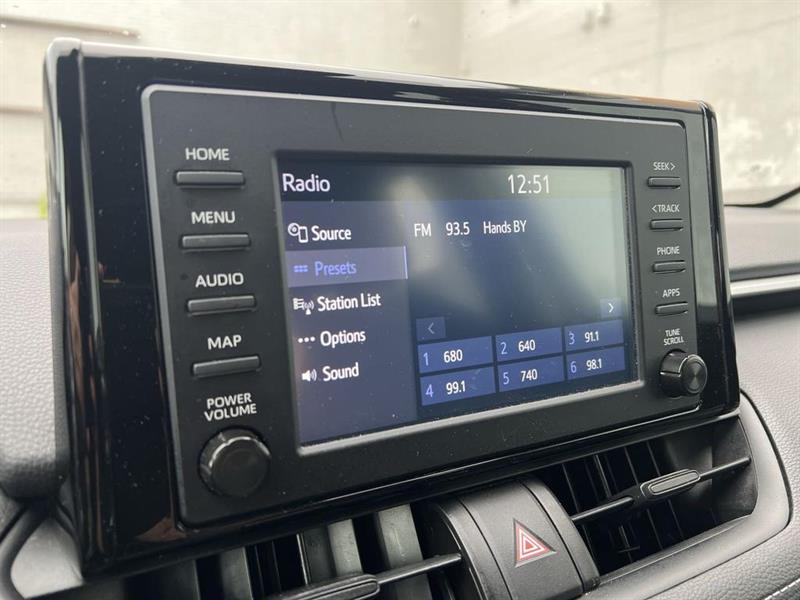 HOME
MENU
AUDIO
MAP
POWER
VOLUME
Radio 12:51
Source
Presets
Station List
Options
Sound
FM 93.5 Hands BY
<
>
1 680 2 640 3 91.1
4 99.1 5 740 6 98.1
SEEK >
< TRACK
PHONE
APPS
TUNE
SCROLL